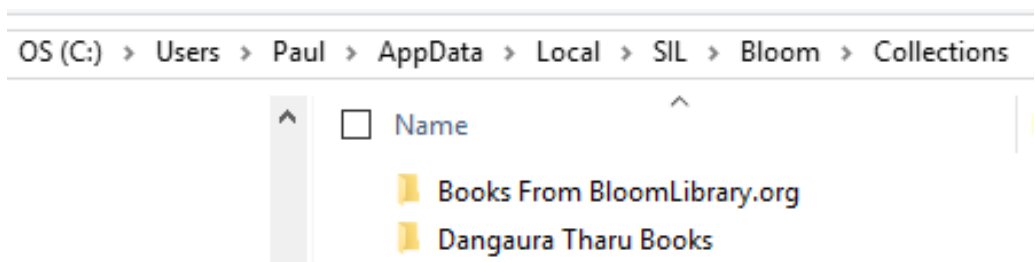 OS (C:) > Users > Paul > AppData > Local > SIL > Bloom > Collections
Name
Books From BloomLibrary.org
Dangaura Tharu Books